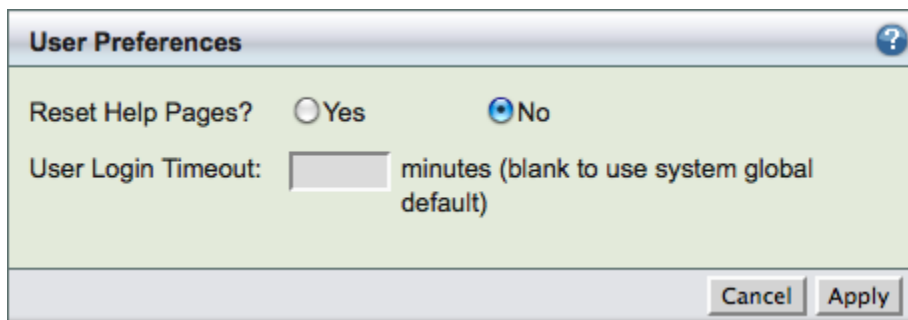 User Preferences ?
Reset Help Pages? Yes No
User Login Timeout: minutes (blank to use system global
default)
Cancel Apply